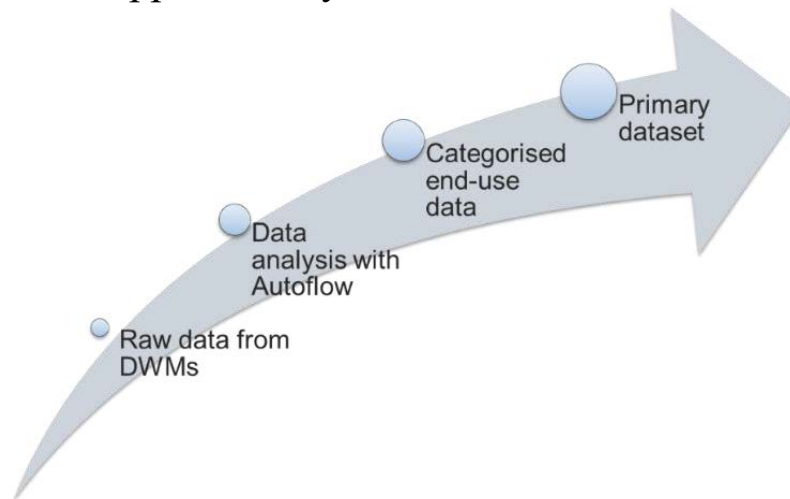 Primary
dataset
Categorised
end-use
data
Data
analysis with
Autoflow
Raw data from
DWMs